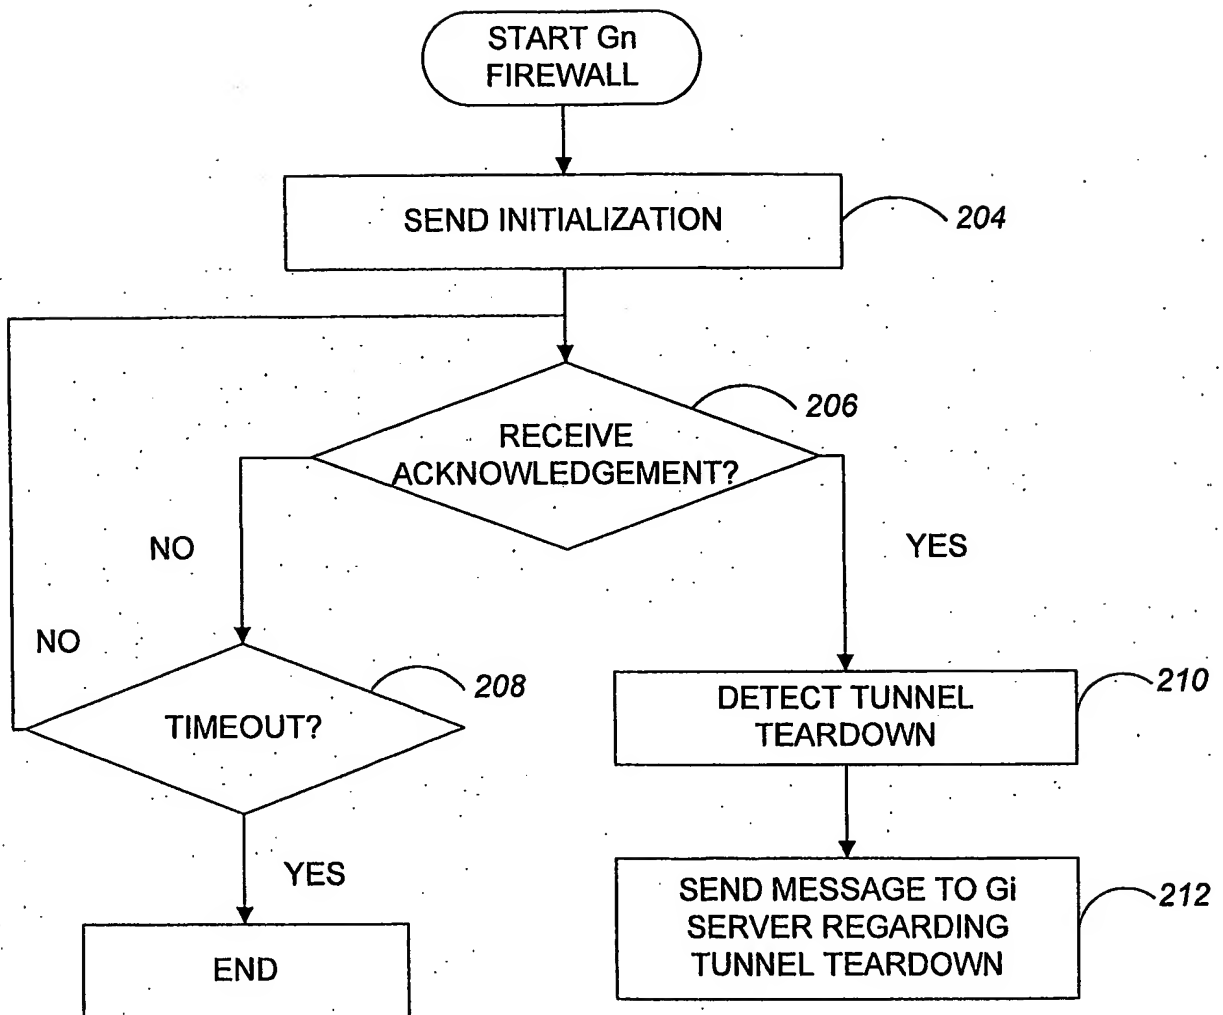 START Gn
FIREWALL
SEND INITIALIZATION
204
206
RECEIVE
ACKNOWLEDGEMENT?
NO
YES
NO
208
TIMEOUT?
210
DETECT TUNNEL
TEARDOWN
YES
212
SEND MESSAGE TO Gi
SERVER REGARDING
TUNNEL TEARDOWN
END